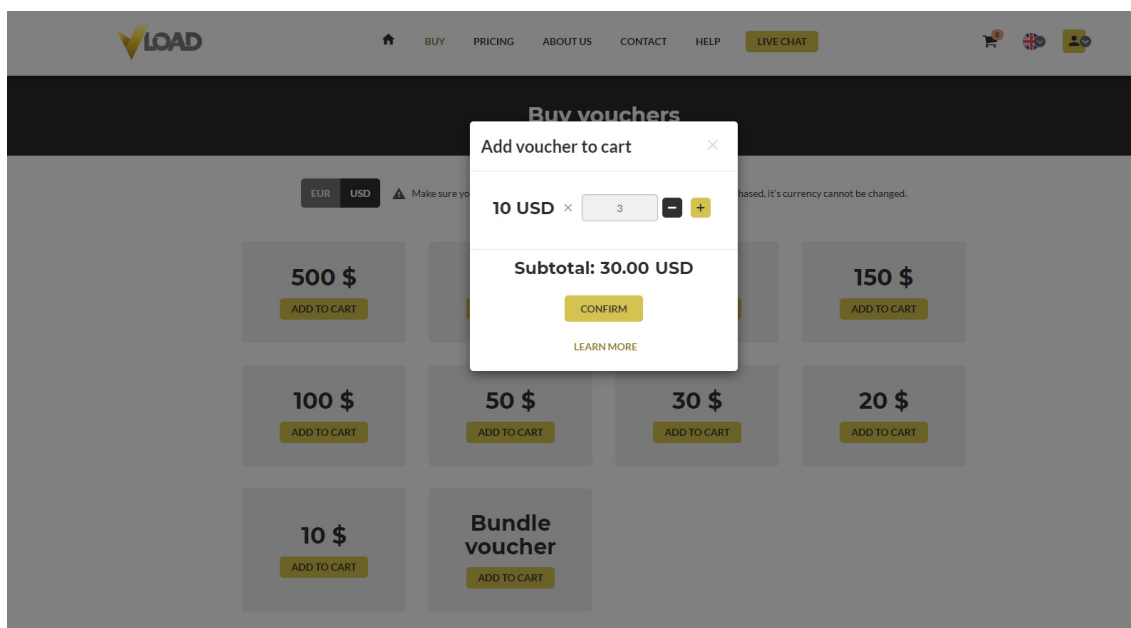 VLOAD
BUY PRICING ABOUT US CONTACT HELP LIVE CHAT
Buy vouchers
Add voucher to cart ×
EUR USD Make sure yo hased, it's currency cannot be changed.
10 USD × 3 − +
Subtotal: 30.00 USD
CONFIRM
LEARN MORE
500 $ 150 $
ADD TO CART ADD TO CART
100 $ 50 $ 30 $ 20 $
ADD TO CART ADD TO CART ADD TO CART ADD TO CART
10 $ Bundle
voucher
ADD TO CART ADD TO CART